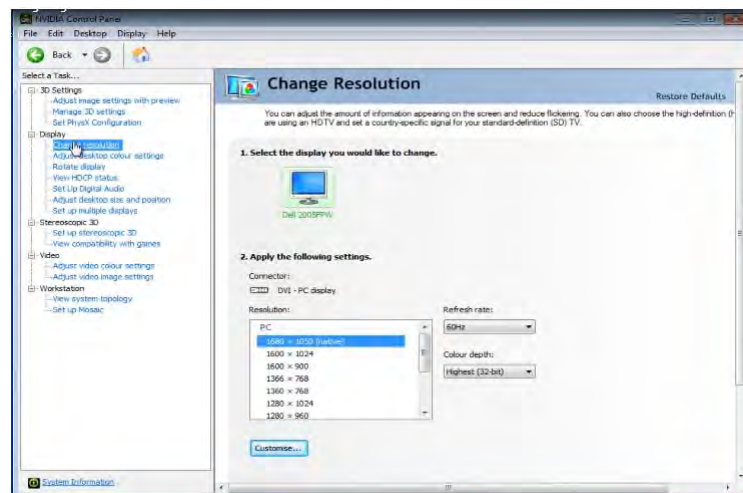 NVIDIA Control Panel
File Edit Desktop Display Help
Back
Select a Task...
3D Settings
Adjust image settings with preview
Manage 3D settings
Set PhysX Configuration
Display
Change resolution
Adjust desktop colour settings
Rotate display
View HDCP status
Set Up Digital Audio
Adjust desktop size and position
Set up multiple displays
Stereoscopic 3D
Set up stereoscopic 3D
View compatibility with games
Video
Adjust video colour settings
Adjust video image settings
Workstation
View system topology
Set up Mosaic
System Information
Change Resolution
Restore Defaults
You can adjust the amount of information appearing on the screen and reduce flickering. You can also choose the high-definition (H
are using an HDTV and set a country-specific signal for your standard-definition (SD) TV.
1. Select the display you would like to change.
Dell 2005FPW
2. Apply the following settings.
Connector:
DVI - PC display
Resolution:
PC
1680 × 1050 (native)
1600 × 1024
1600 × 900
1366 × 768
1360 × 768
1280 × 1024
1280 × 960
Refresh rate:
60Hz
Colour depth:
Highest (32-bit)
Customise...